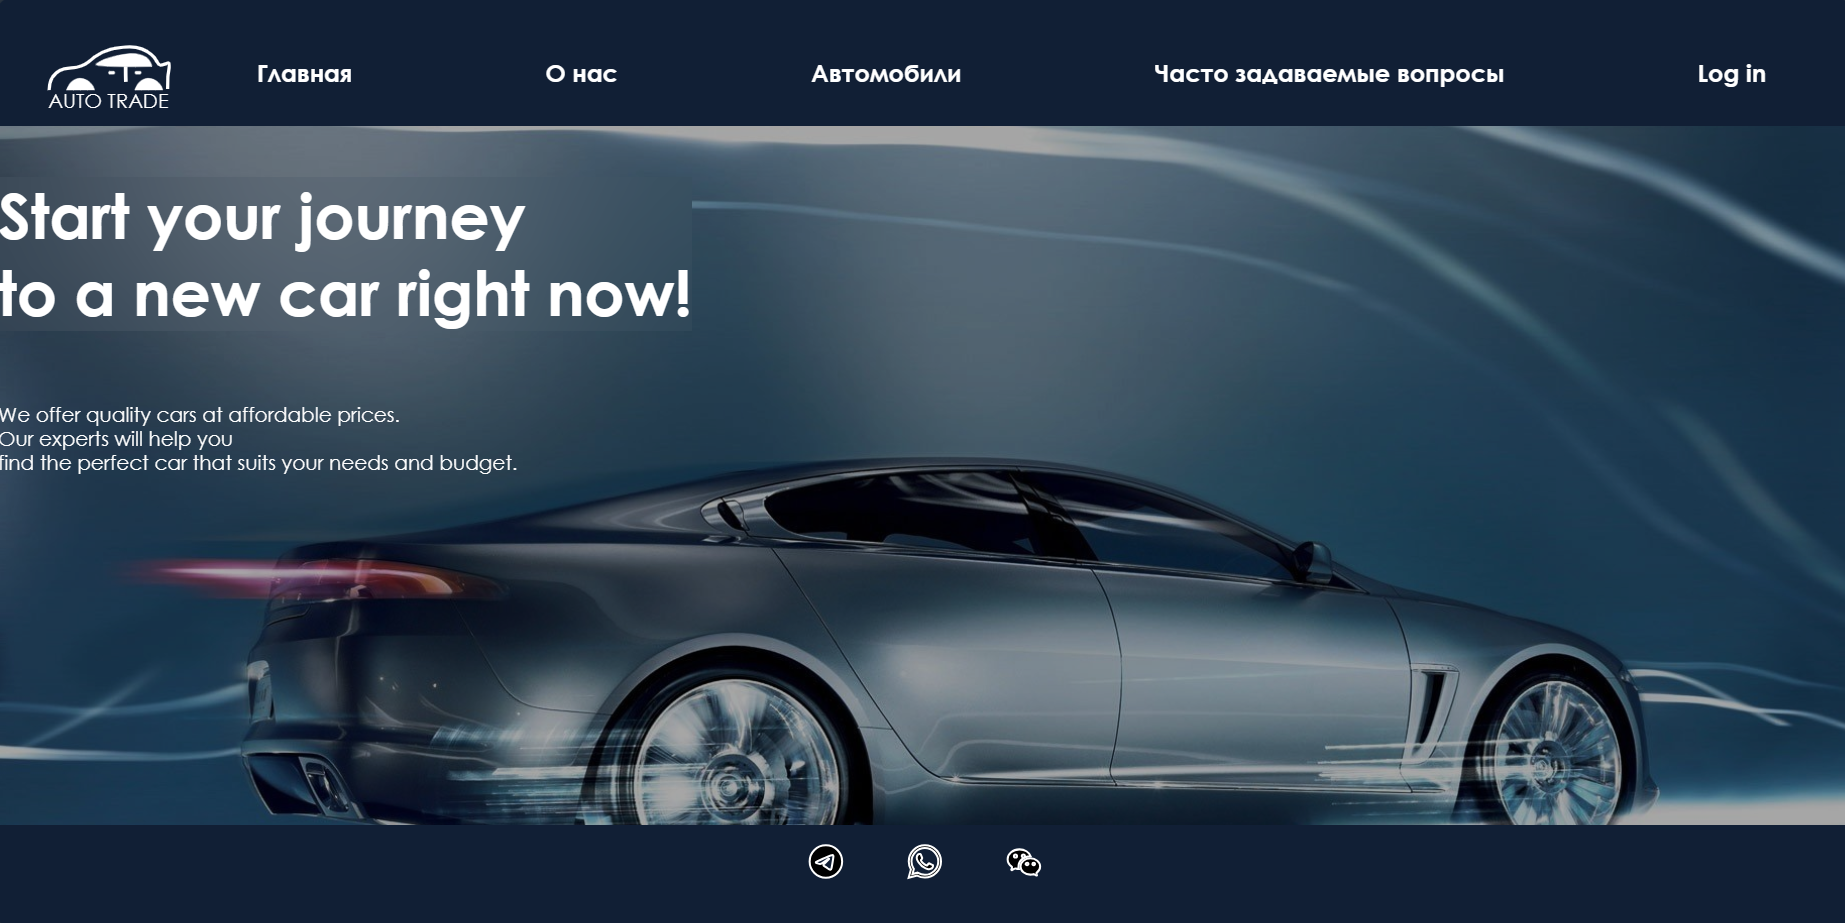 AUTO TRADE
Главная
О нас
Автомобили
Часто задаваемые вопросы
Log in
Start your journey
to a new car right now!
We offer quality cars at affordable prices.
Our experts will help you
find the perfect car that suits your needs and budget.